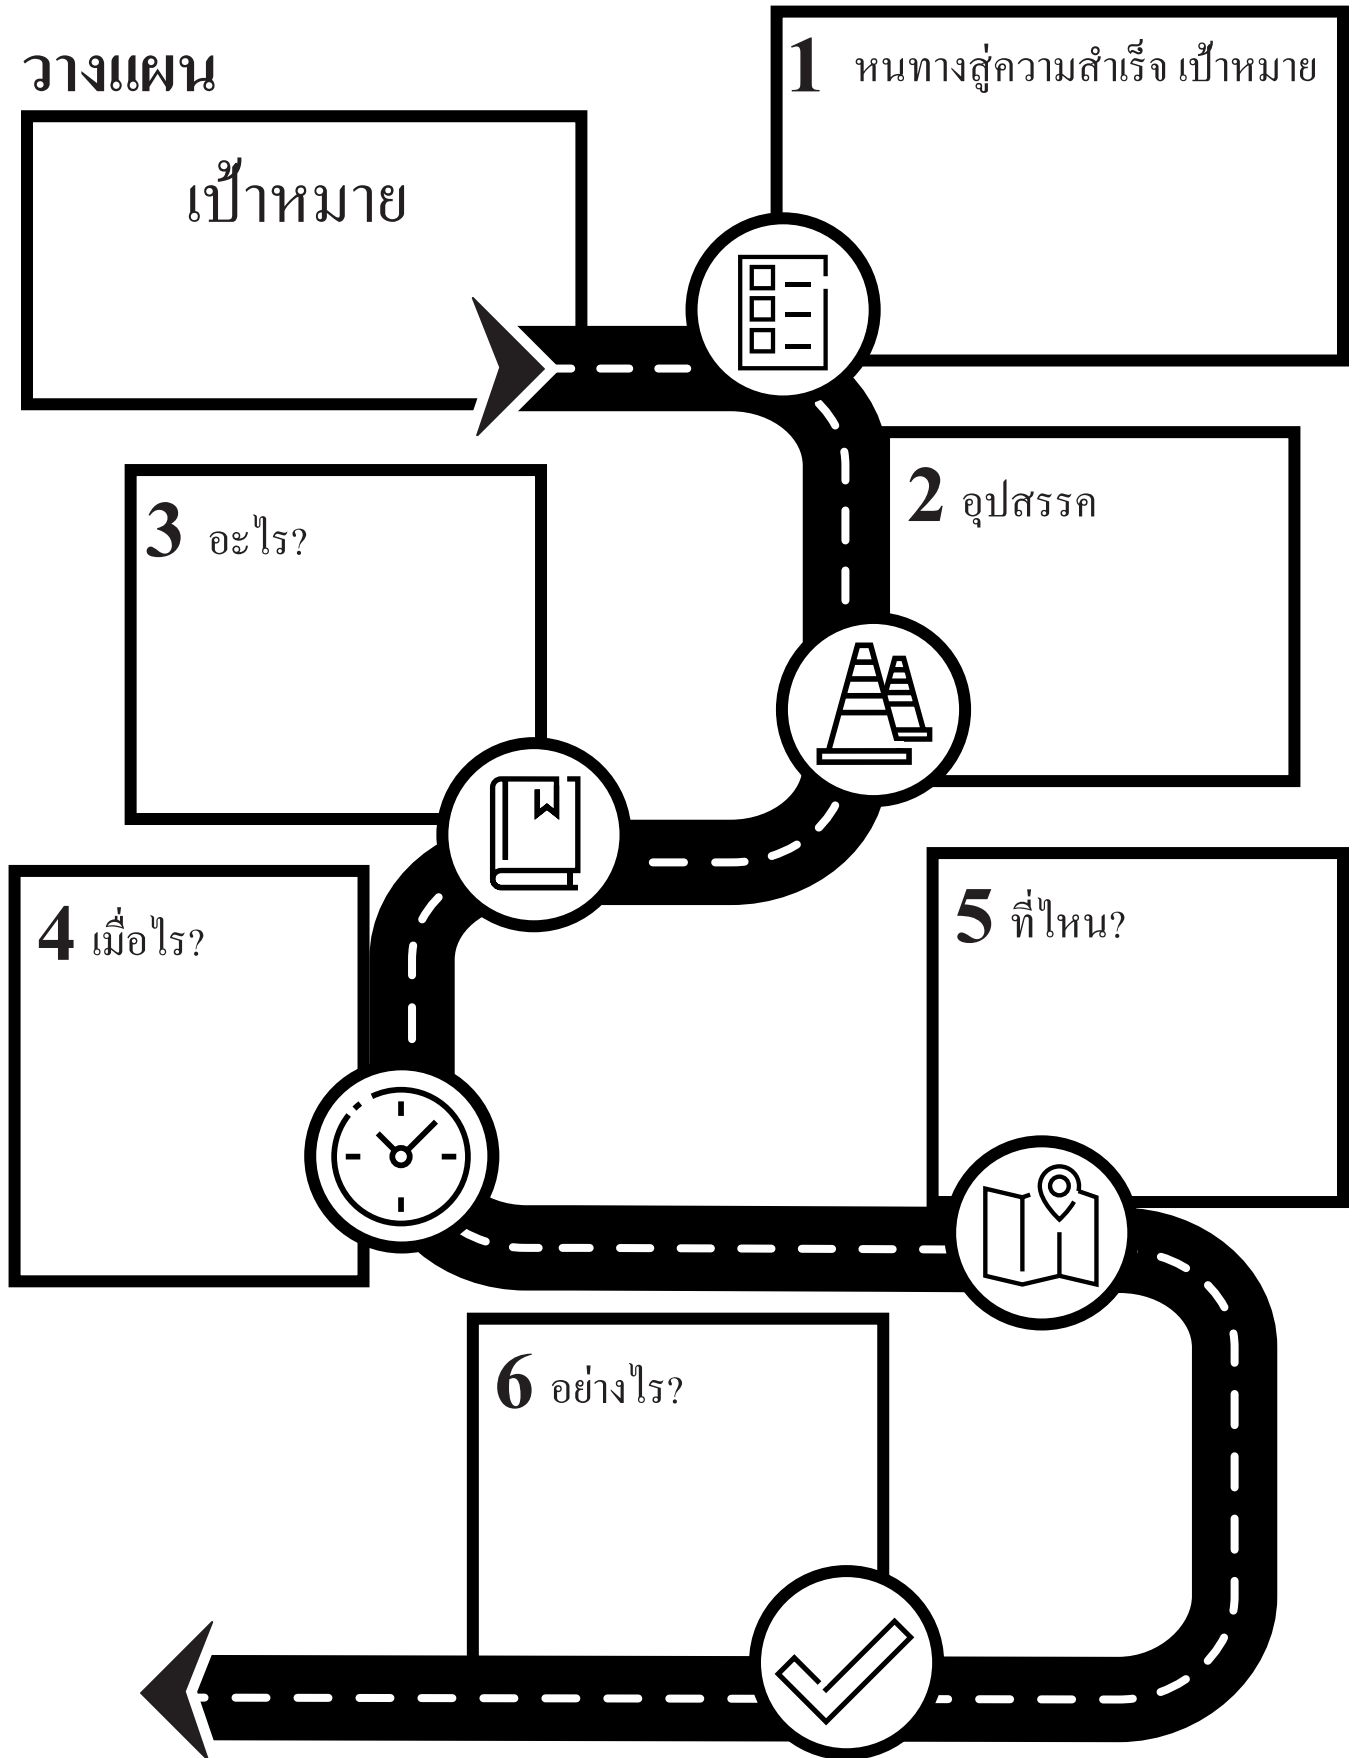 วางแผน
เป้าหมาย
1 หนทางสู่ความสำเร็จ เป้าหมาย
2 อุปสรรค
3 อะไร?
4 เมื่อไร?
5 ที่ไหน?
6 อย่างไร?